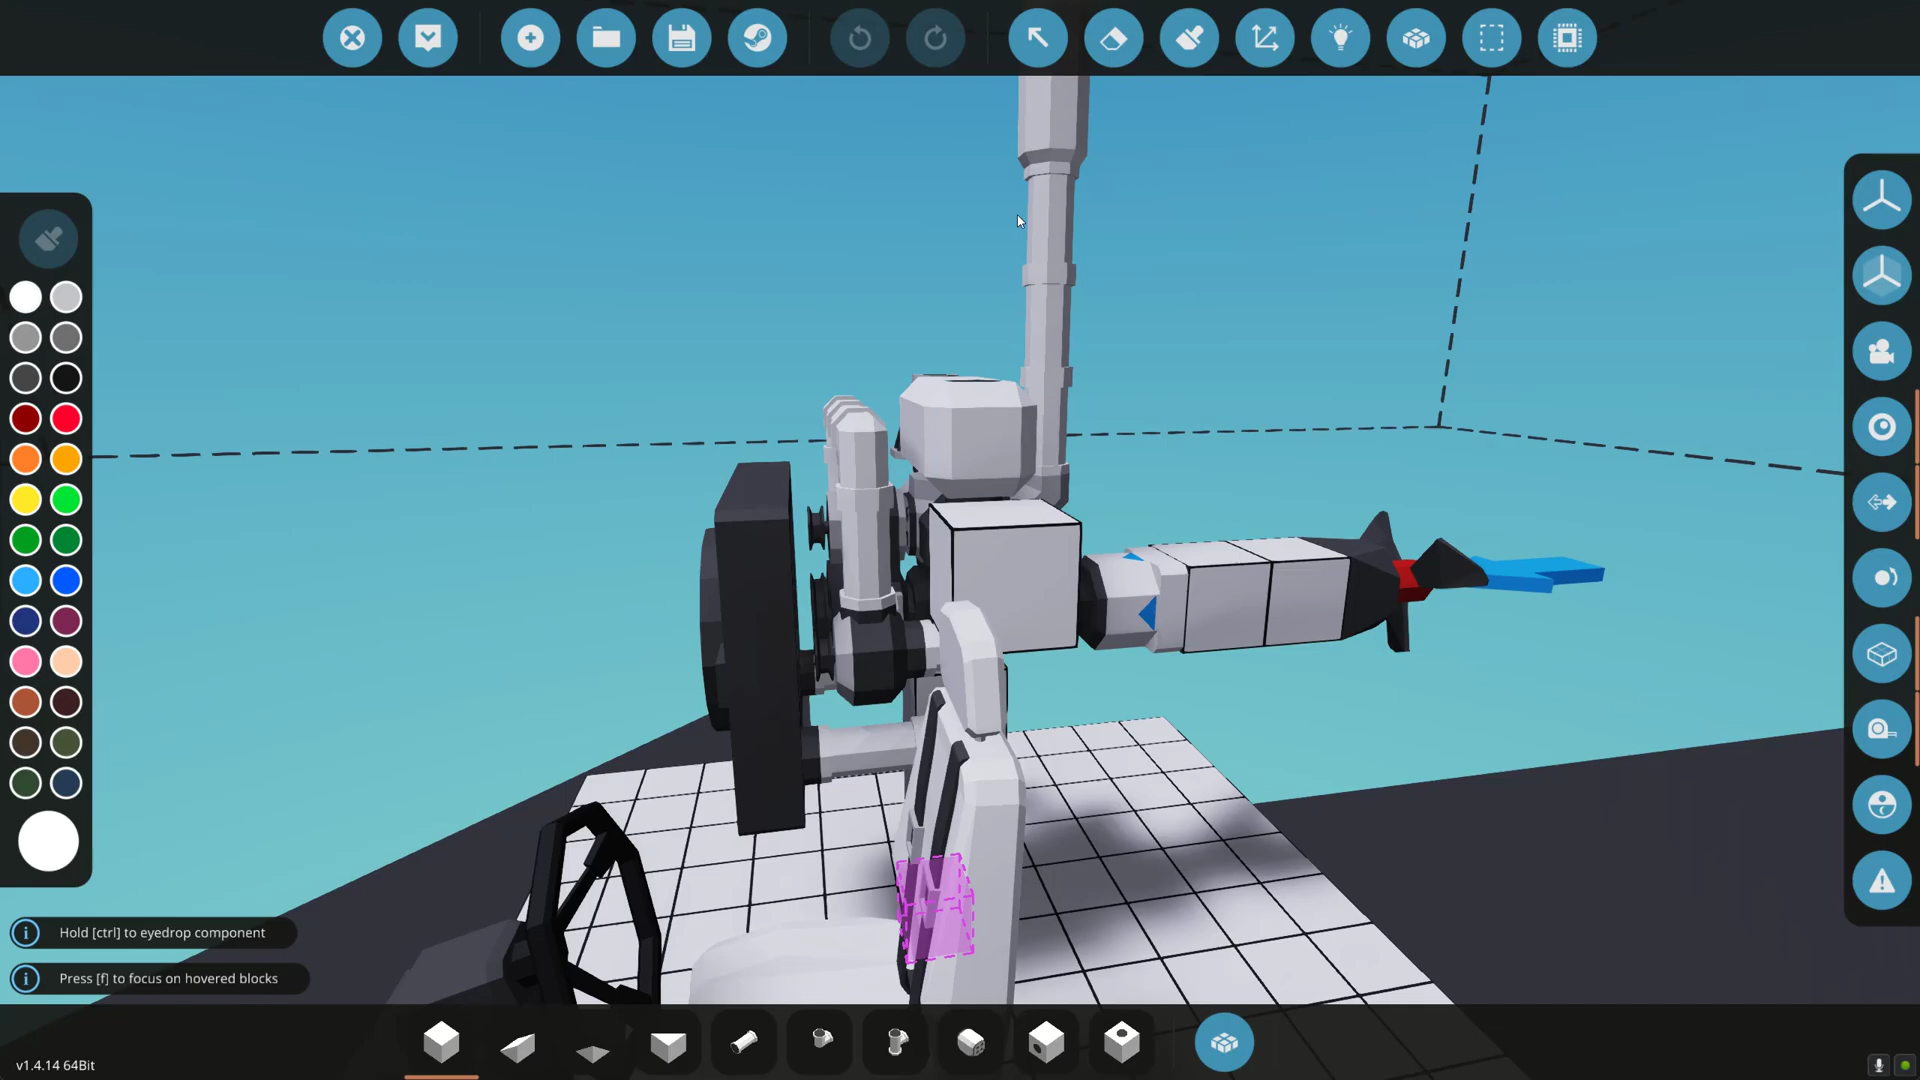 Hold [ctrl] to eyedrop component
Press [f] to focus on hovered blocks
v1.4.14 64Bit